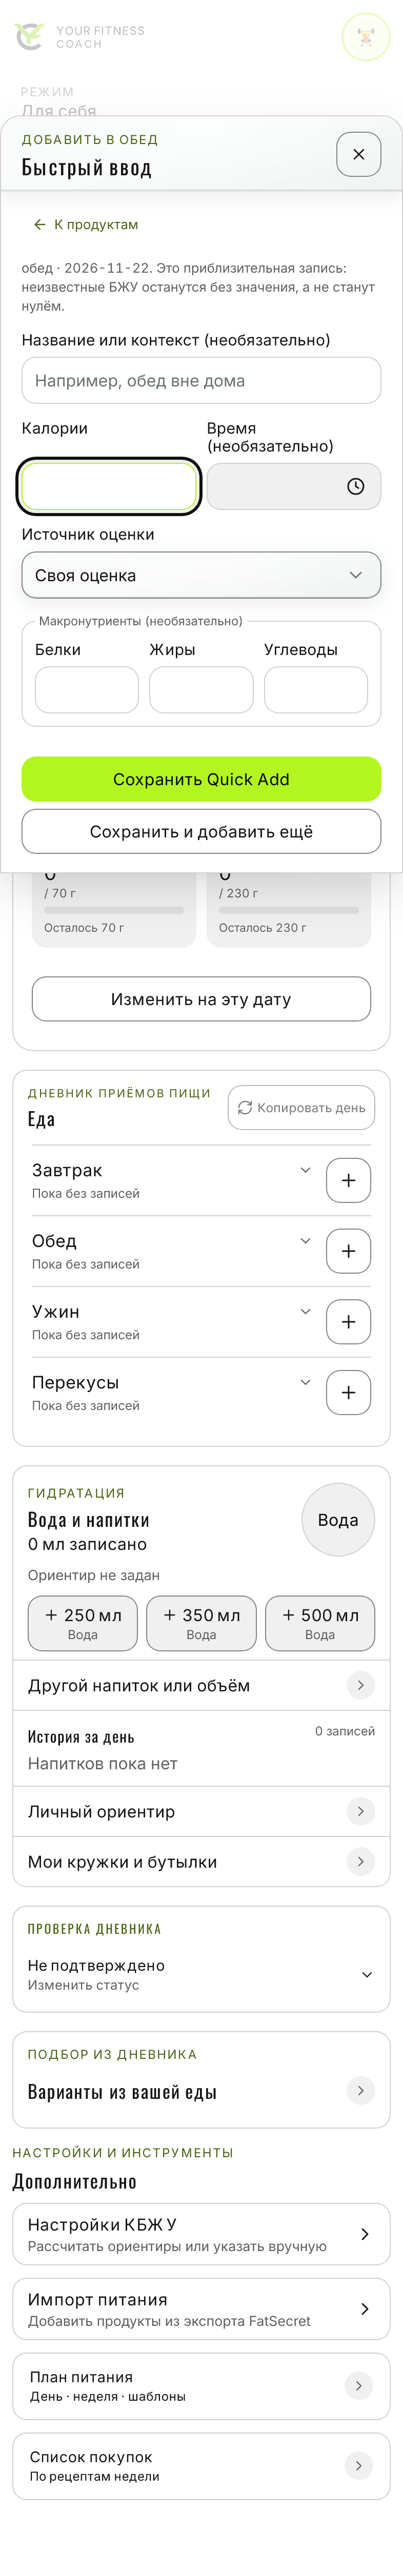 YOUR FITNESS
COACH
РЕЖИМ
Для себя
ДОБАВИТЬ В ОБЕД
Быстрый ввод
К продуктам
обед · 2026-11-22. Это приблизительная запись:
неизвестные БЖУ останутся без значения, а не станут
нулём.
Название или контекст (необязательно)
Например, обед вне дома
Калории
Время
(необязательно)
Источник оценки
Своя оценка
Макронутриенты (необязательно)
Белки Жиры Углеводы
Сохранить Quick Add
Сохранить и добавить ещё
0 0
/ 70 г / 230 г
Осталось 70 г Осталось 230 г
Изменить на эту дату
ДНЕВНИК ПРИЁМОВ ПИЩИ
Еда
Копировать день
Завтрак
Пока без записей
Обед
Пока без записей
Ужин
Пока без записей
Перекусы
Пока без записей
ГИДРАТАЦИЯ
Вода и напитки
0 мл записано
Вода
Ориентир не задан
+ 250 мл + 350 мл + 500 мл
Вода Вода Вода
Другой напиток или объём
История за день 0 записей
Напитков пока нет
Личный ориентир
Мои кружки и бутылки
ПРОВЕРКА ДНЕВНИКА
Не подтверждено
Изменить статус
ПОДБОР ИЗ ДНЕВНИКА
Варианты из вашей еды
НАСТРОЙКИ И ИНСТРУМЕНТЫ
Дополнительно
Настройки КБЖУ
Рассчитать ориентиры или указать вручную
Импорт питания
Добавить продукты из экспорта FatSecret
План питания
День · неделя · шаблоны
Список покупок
По рецептам недели